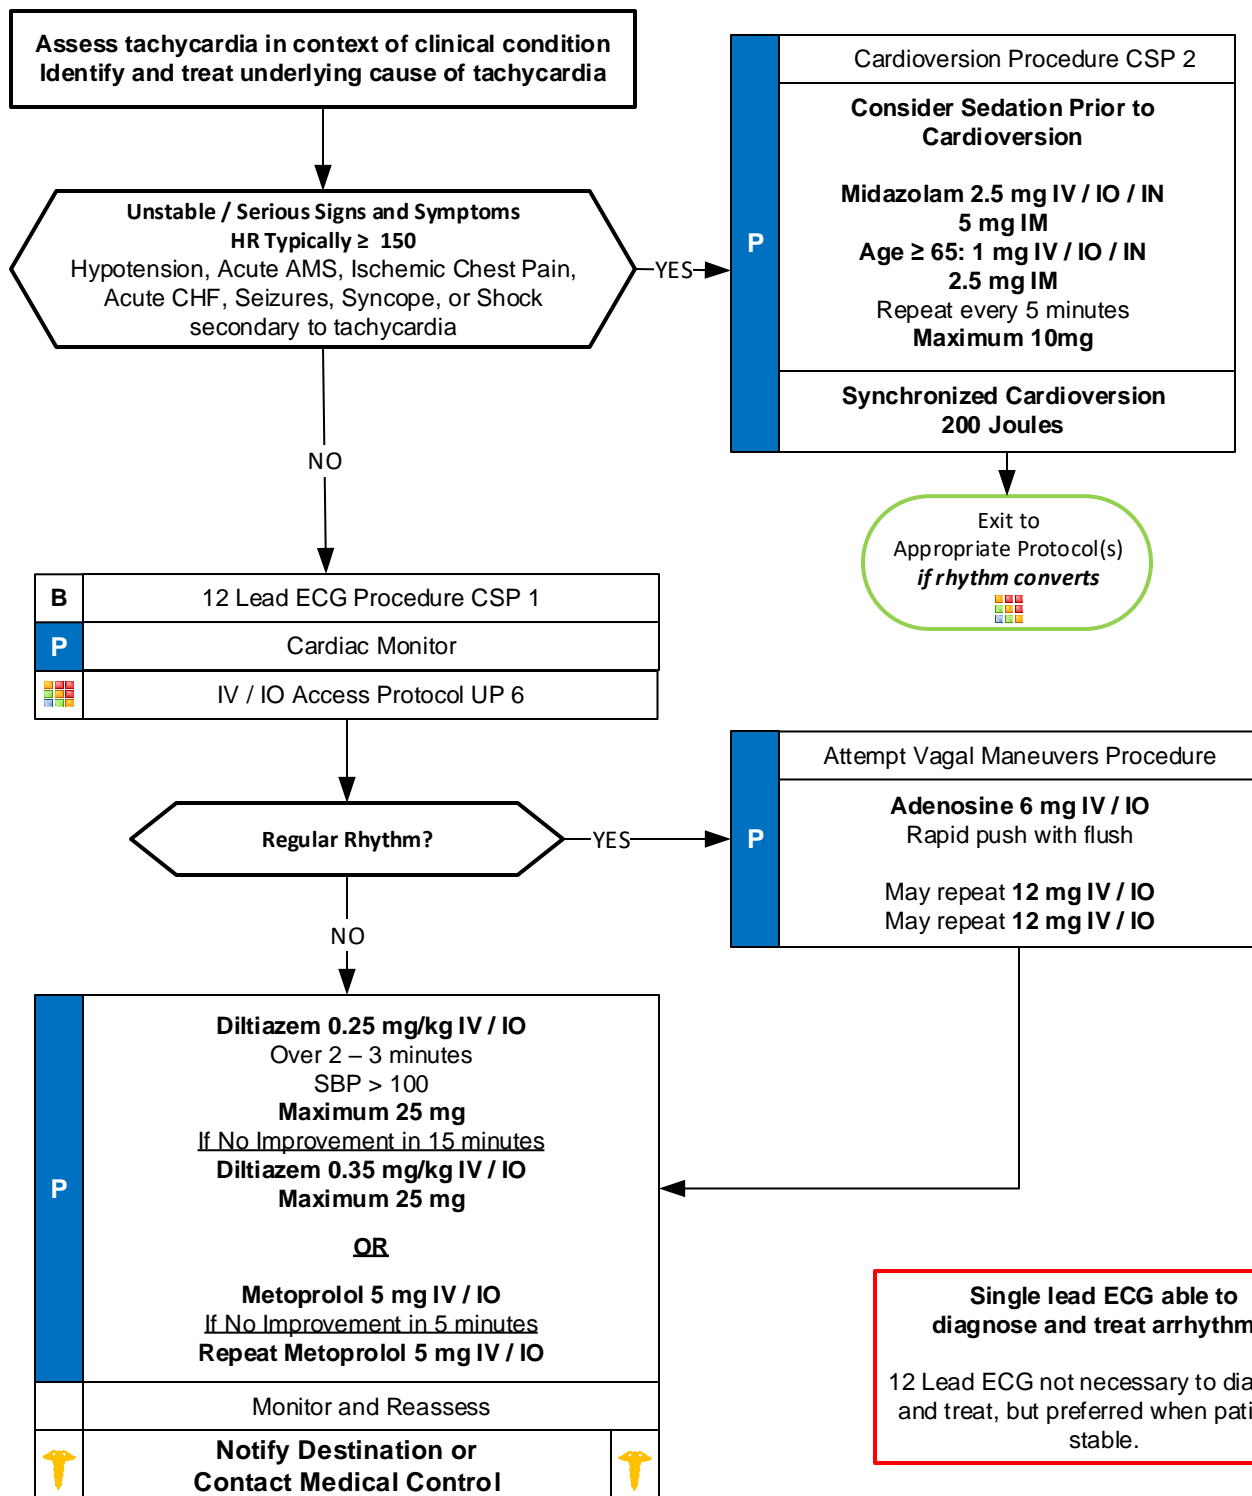 Assess tachycardia in context of clinical condition
Identify and treat underlying cause of tachycardia
Unstable / Serious Signs and Symptoms
HR Typically ≥ 150
Hypotension, Acute AMS, Ischemic Chest Pain,
Acute CHF, Seizures, Syncope, or Shock
secondary to tachycardia
YES
P
Cardioversion Procedure CSP 2
Consider Sedation Prior to
Cardioversion
Midazolam 2.5 mg IV / IO / IN
5 mg IM
Age ≥ 65: 1 mg IV / IO / IN
2.5 mg IM
Repeat every 5 minutes
Maximum 10mg
Synchronized Cardioversion
200 Joules
Exit to
Appropriate Protocol(s)
if rhythm converts
NO
B
12 Lead ECG Procedure CSP 1
P
Cardiac Monitor
IV / IO Access Protocol UP 6
Regular Rhythm?
YES
P
Attempt Vagal Maneuvers Procedure
Adenosine 6 mg IV / IO
Rapid push with flush
May repeat 12 mg IV / IO
May repeat 12 mg IV / IO
NO
P
Diltiazem 0.25 mg/kg IV / IO
Over 2 – 3 minutes
SBP > 100
Maximum 25 mg
If No Improvement in 15 minutes
Diltiazem 0.35 mg/kg IV / IO
Maximum 25 mg
OR
Metoprolol 5 mg IV / IO
If No Improvement in 5 minutes
Repeat Metoprolol 5 mg IV / IO
Monitor and Reassess
Notify Destination or
Contact Medical Control
Single lead ECG able to
diagnose and treat
12 Lead ECG not necessary to
and treat, but preferred when
stable.